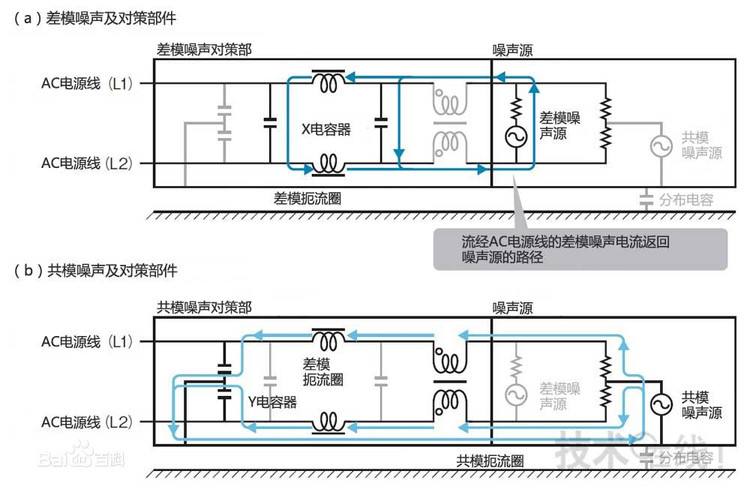 （a）差模噪声及对策部件
差模噪声对策部
噪声源
AC电源线（L1）
X电容器
差模噪
声源
共模
噪声源
AC电源线（L2）
差模扼流圈
分布电容
流经AC电源线的差模噪声电流返回
噪声源的路径
（b）共模噪声及对策部件
共模噪声对策部
噪声源
AC电源线（L1）
差模
扼流圈
Y电容器
差模噪
声源
共模
噪声源
AC电源线（L2）
Bai百科
共模扼流圈
分布电容
技术在线！